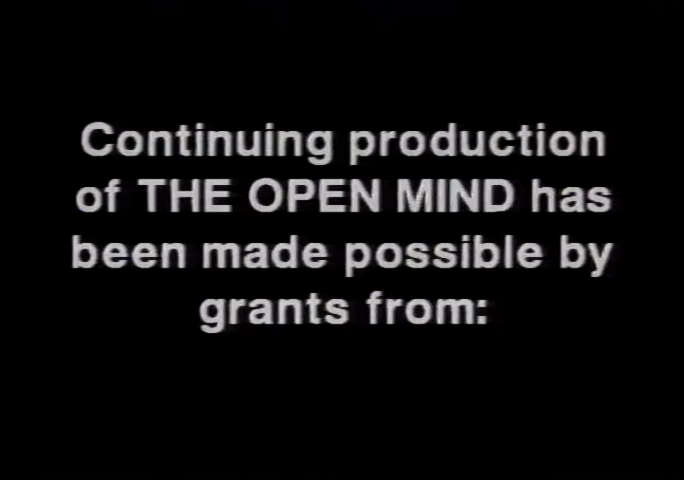 Continuing production
of THE OPEN MIND has
been made possible by
grants from: